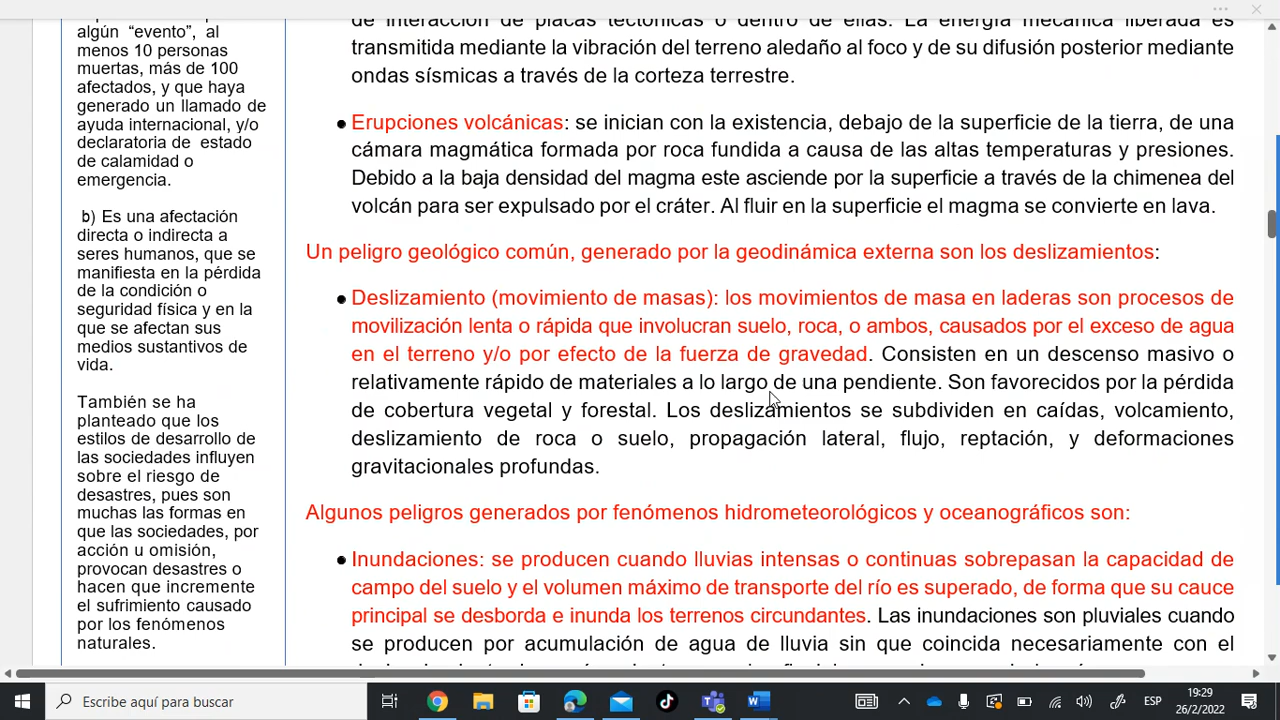 algún “evento”, al
menos 10 personas
muertas, más de 100
afectados, y que haya
generado un llamado de
ayuda internacional, y/o
declaratoria de estado
de calamidad o
emergencia.
b) Es una afectación
directa o indirecta a
seres humanos, que se
manifiesta en la pérdida
de la condición o
seguridad física y en la
que se afectan sus
medios sustantivos de
vida.
También se ha
planteado que los
estilos de desarrollo de
las sociedades influyen
sobre el riesgo de
desastres, pues son
muchas las formas en
que las sociedades, por
acción u omisión,
provocan desastres o
hacen que incremente
el sufrimiento causado
por los fenómenos
naturales.
de interacción de placas tectónicas o dentro de ellas. La energía mecánica liberada es
transmitida mediante la vibración del terreno aledaño al foco y de su difusión posterior mediante
ondas sísmicas a través de la corteza terrestre.
● Erupciones volcánicas: se inician con la existencia, debajo de la superficie de la tierra, de una
cámara magmática formada por roca fundida a causa de las altas temperaturas y presiones.
Debido a la baja densidad del magma este asciende por la superficie a través de la chimenea del
volcán para ser expulsado por el cráter. Al fluir en la superficie el magma se convierte en lava.
Un peligro geológico común, generado por la geodinámica externa son los deslizamientos:
● Deslizamiento (movimiento de masas): los movimientos de masa en laderas son procesos de
movilización lenta o rápida que involucran suelo, roca, o ambos, causados por el exceso de agua
en el terreno y/o por efecto de la fuerza de gravedad. Consisten en un descenso masivo o
relativamente rápido de materiales a lo largo de una pendiente. Son favorecidos por la pérdida
de cobertura vegetal y forestal. Los deslizamientos se subdividen en caídas, volcamiento,
deslizamiento de roca o suelo, propagación lateral, flujo, reptación, y deformaciones
gravitacionales profundas.
Algunos peligros generados por fenómenos hidrometeorológicos y oceanográficos son:
● Inundaciones: se producen cuando lluvias intensas o continuas sobrepasan la capacidad de
campo del suelo y el volumen máximo de transporte del río es superado, de forma que su cauce
principal se desborda e inunda los terrenos circundantes. Las inundaciones son pluviales cuando
se producen por acumulación de agua de lluvia sin que coincida necesariamente con el
Escribe aquí para buscar
ESP
19:29
26/2/2022